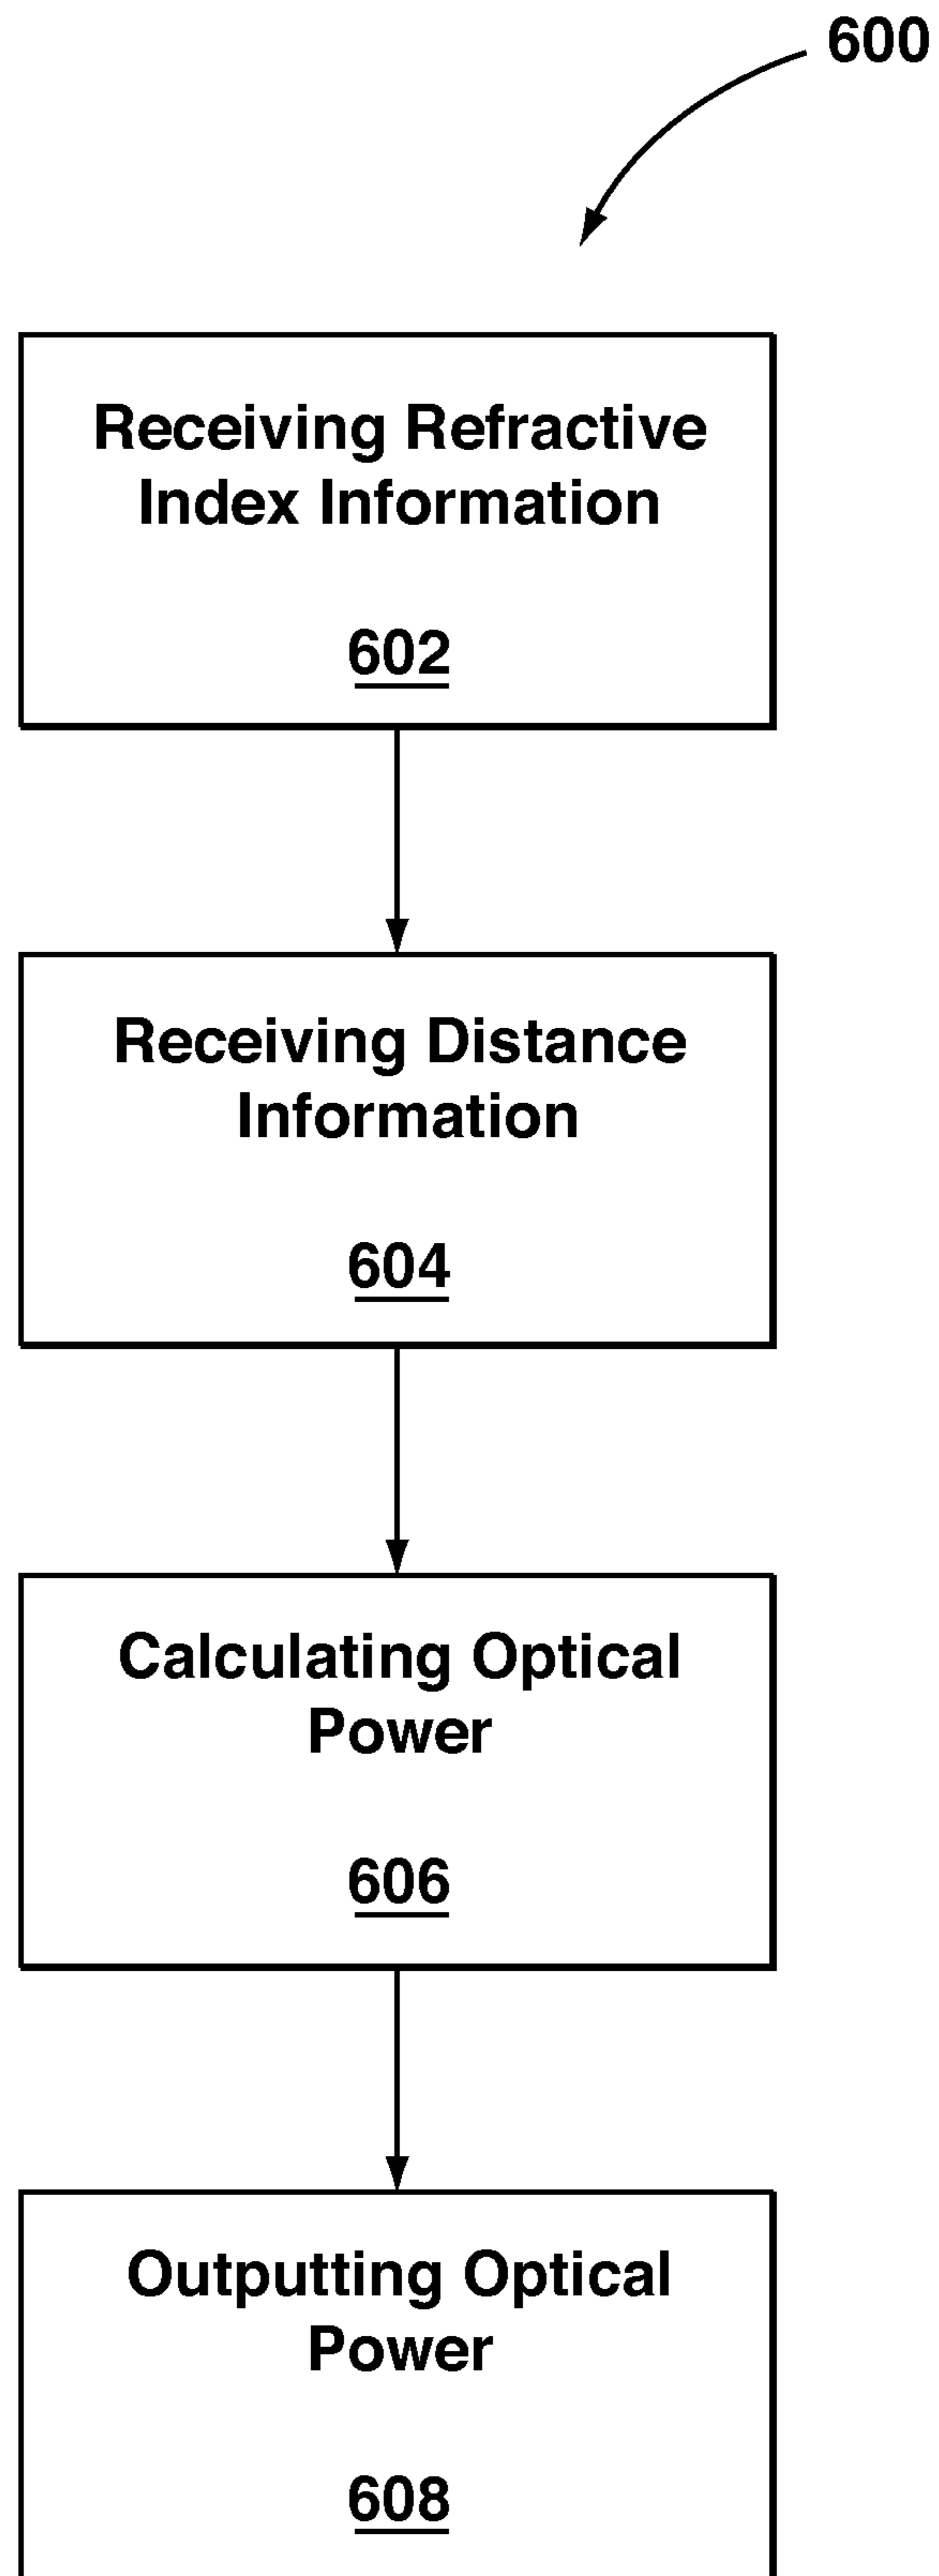 600
Receiving Refractive
Index Information
602
Receiving Distance
Information
604
Calculating Optical
Power
606
Outputting Optical
Power
608